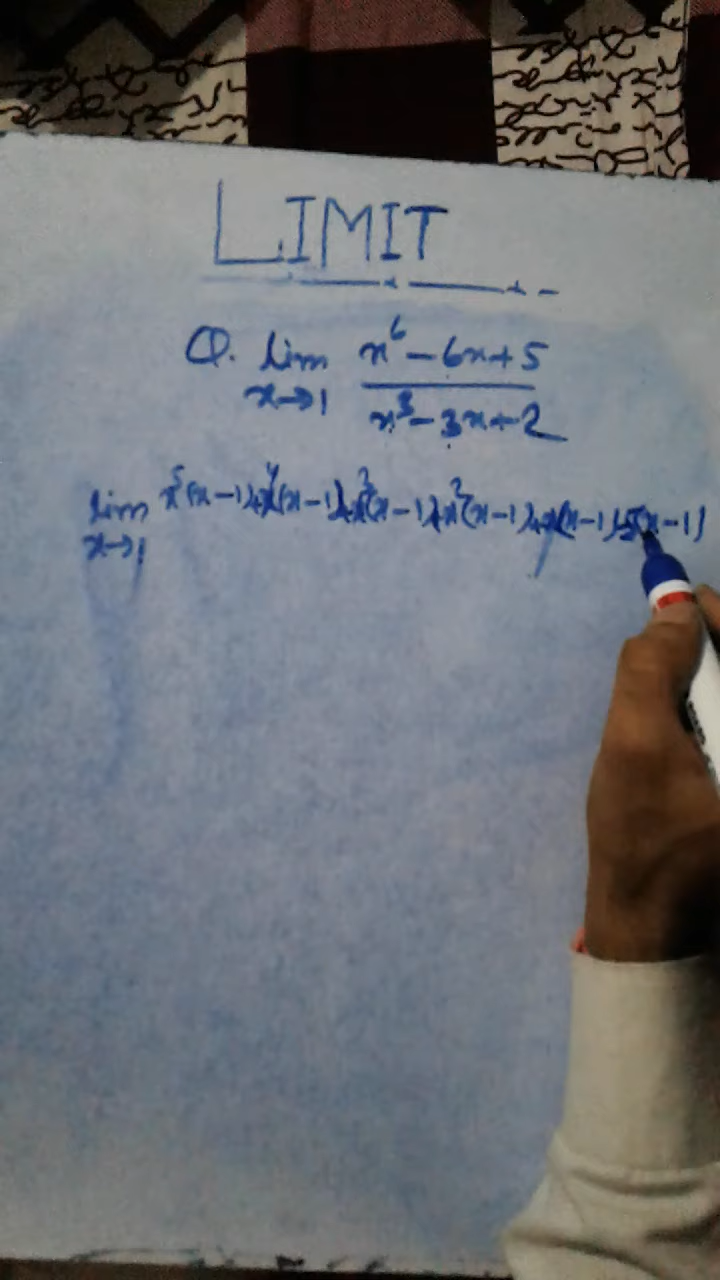 LIMIT
Q. lim x→1 x⁶ - 6x + 5 / x³ - 3x + 2
lim x→1 x⁵(x-1)+x⁴(x-1)+x³(x-1)+x²(x-1)+x(x-1)-5(x-1)